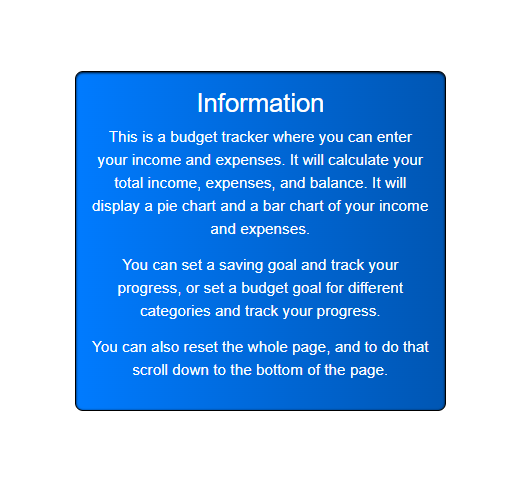 Information
This is a budget tracker where you can enter
your income and expenses. It will calculate your
total income, expenses, and balance. It will
display a pie chart and a bar chart of your income
and expenses.
You can set a saving goal and track your
progress, or set a budget goal for different
categories and track your progress.
You can also reset the whole page, and to do that
scroll down to the bottom of the page.